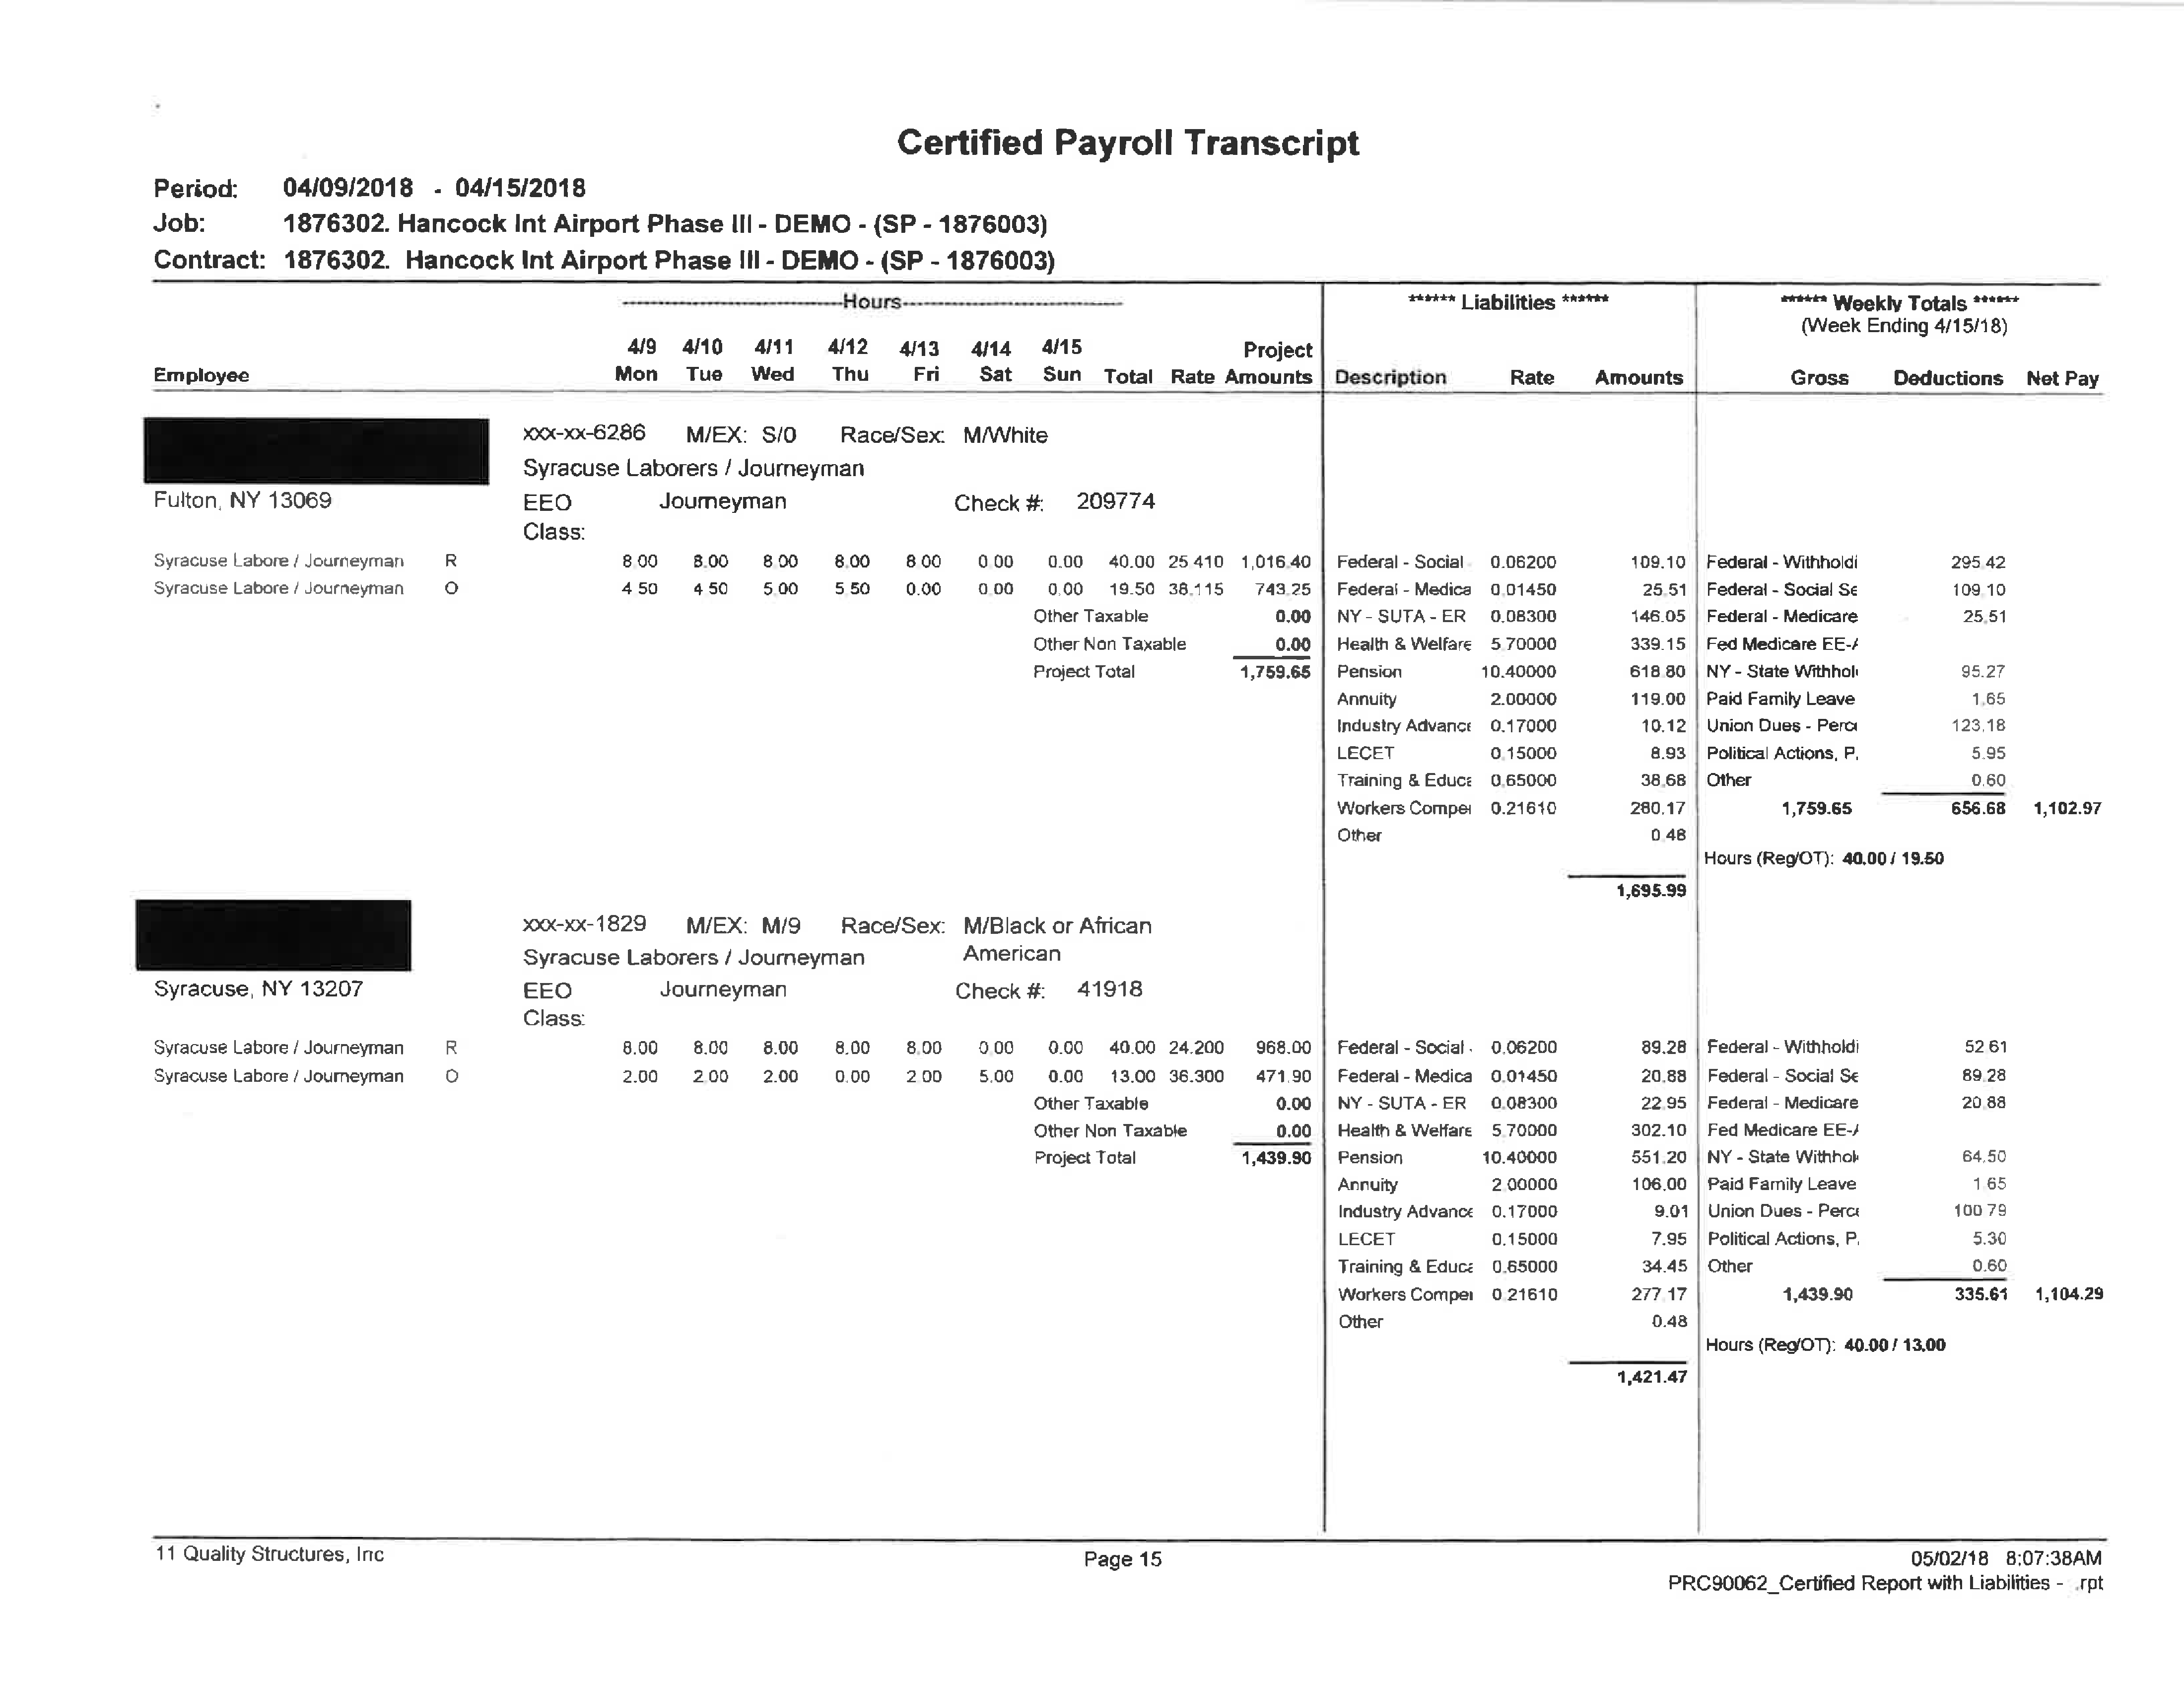 Certified Payroll Transcript
Period: 04/09/2018 - 04/15/2018
Job: 1876302. Hancock Int Airport Phase III - DEMO - (SP - 1876003)
Contract: 1876302. Hancock Int Airport Phase III - DEMO - (SP - 1876003)
Hours ****** Liabilities ****** ****** Weekly Totals ******
(Week Ending 4/15/18)
4/9 4/10 4/11 4/12 4/13 4/14 4/15 Project
Employee Mon Tue Wed Thu Fri Sat Sun Total Rate Amounts Description Rate Amounts Gross Deductions Net Pay
xxx-xx-6286 M/EX: S/0 Race/Sex: M/White
Syracuse Laborers / Journeyman
Fulton, NY 13069 EEO Journeyman Check #: 209774
Class:
Syracuse Labore / Journeyman R 8.00 8.00 8.00 8.00 8.00 0.00 0.00 40.00 25.410 1,016.40 Federal - Social 0.06200 109.10 Federal - Withholdi 295.42
Syracuse Labore / Journeyman O 4.50 4.50 5.00 5.50 0.00 0.00 0.00 19.50 38.115 743.25 Federal - Medica 0.01450 25.51 Federal - Social Se 109.10
Other Taxable 0.00 NY - SUTA - ER 0.08300 146.05 Federal - Medicare 25.51
Other Non Taxable 0.00 Health & Welfare 5.70000 339.15 Fed Medicare EE-A
Project Total 1,759.65 Pension 10.40000 618.80 NY - State Withhol 95.27
Annuity 2.00000 119.00 Paid Family Leave 1.65
Industry Advance 0.17000 10.12 Union Dues - Perce 123.18
LECET 0.15000 8.93 Political Actions, P. 5.95
Training & Educa 0.65000 38.68 Other 0.60
Workers Compe 0.21610 280.17 1,759.65 656.68 1,102.97
Other 0.48
Hours (Reg/OT): 40.00 / 19.50
1,695.99
xxx-xx-1829 M/EX: M/9 Race/Sex: M/Black or African
Syracuse Laborers / Journeyman American
Syracuse, NY 13207 EEO Journeyman Check #: 41918
Class:
Syracuse Labore / Journeyman R 8.00 8.00 8.00 8.00 8.00 0.00 0.00 40.00 24.200 968.00 Federal - Social 0.06200 89.28 Federal - Withholdi 52.61
Syracuse Labore / Journeyman O 2.00 2.00 2.00 0.00 2.00 5.00 0.00 13.00 36.300 471.90 Federal - Medica 0.01450 20.88 Federal - Social Se 89.28
Other Taxable 0.00 NY - SUTA - ER 0.08300 22.95 Federal - Medicare 20.88
Other Non Taxable 0.00 Health & Welfare 5.70000 302.10 Fed Medicare EE-A
Project Total 1,439.90 Pension 10.40000 551.20 NY - State Withhol 64.50
Annuity 2.00000 106.00 Paid Family Leave 1.65
Industry Advance 0.17000 9.01 Union Dues - Perce 100.79
LECET 0.15000 7.95 Political Actions, P. 5.30
Training & Educa 0.65000 34.45 Other 0.60
Workers Compe 0.21610 277.17 1,439.90 335.61 1,104.29
Other 0.48
Hours (Reg/OT): 40.00 / 13.00
1,421.47
11 Quality Structures, Inc Page 15 05/02/18 8:07:38AM
PRC90062_Certified Report with Liabilities - .rpt